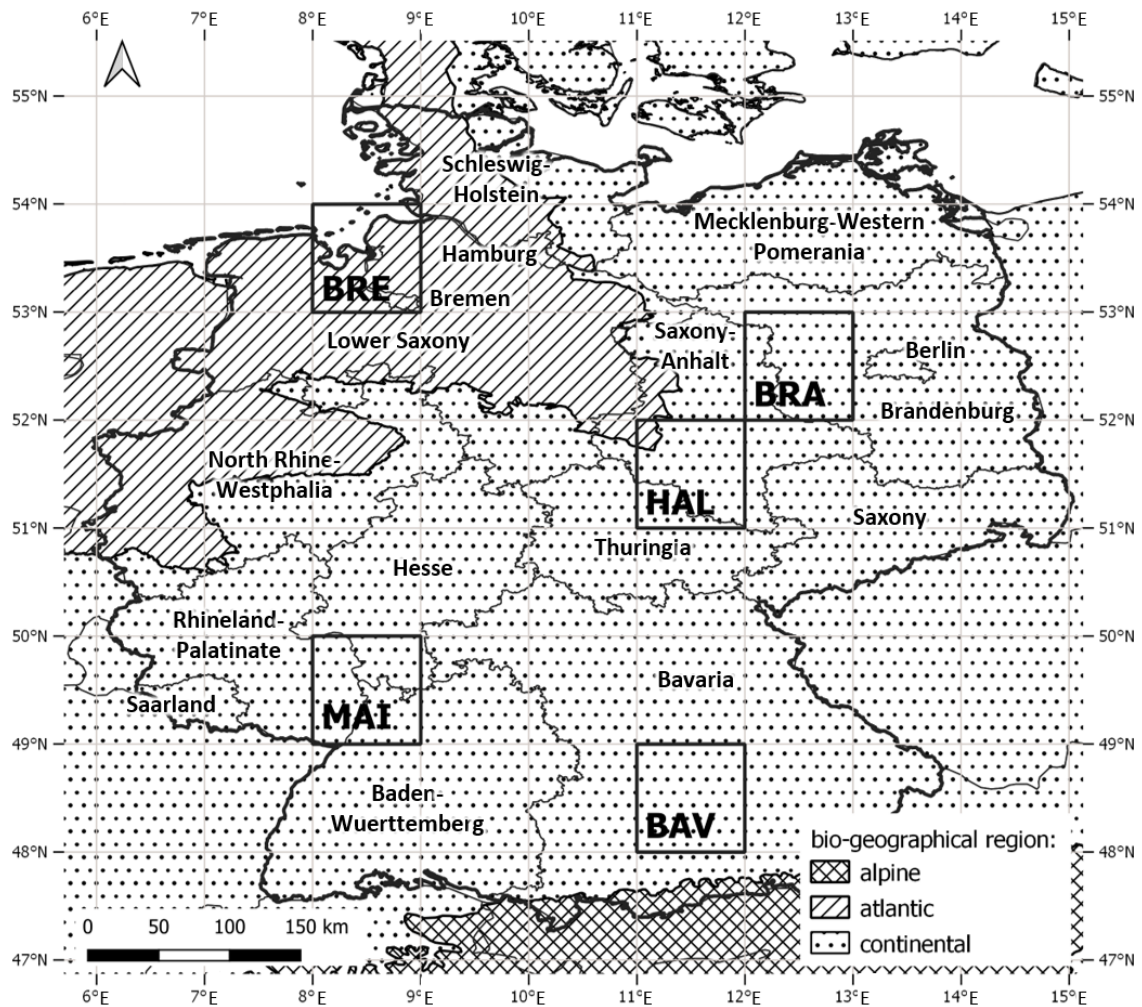 6°E 7°E 8°E 9°E 10°E 11°E 12°E 13°E 14°E 15°E
55°N 55°N
Schleswig-
Holstein
54°N 54°N
Mecklenburg-Western
Pomerania
Hamburg
BRE
Bremen
53°N 53°N
Lower Saxony
Saxony-
Anhalt
Berlin
BRA
Brandenburg
52°N 52°N
North Rhine-
Westphalia
HAL
Saxony
51°N 51°N
Thuringia
Hesse
Rhineland-
Palatinate
50°N 50°N
Bavaria
Saarland
MAI
49°N 49°N
Baden-
Wuerttemberg
BAV
48°N 48°N
bio-geographical region:
alpine
atlantic
continental
0 50 100 150 km
47°N 47°N
6°E 7°E 8°E 9°E 10°E 11°E 12°E 13°E 14°E 15°E